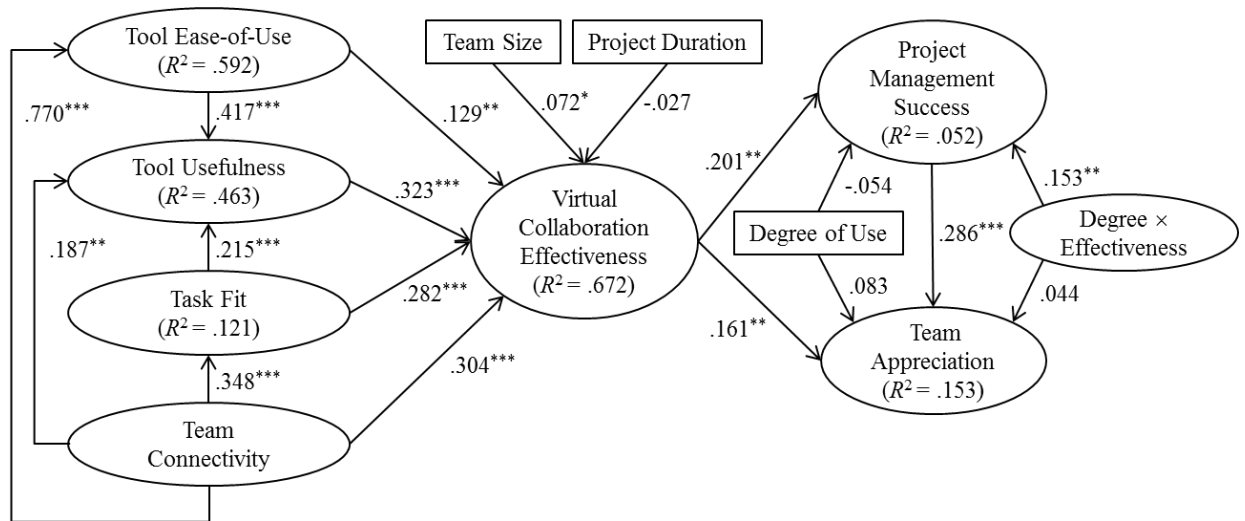 Tool Ease-of-Use
(R² = .592)
.770***
.417***
Tool Usefulness
(R² = .463)
.187**
.215***
Task Fit
(R² = .121)
.348***
Team
Connectivity
.129**
.323***
.282***
.304***
Team Size
Project Duration
.072*
-.027
Virtual
Collaboration
Effectiveness
(R² = .672)
.201**
.161**
Project
Management
Success
(R² = .052)
-.054
Degree of Use
.083
.286***
.153**
Degree ×
Effectiveness
.044
Team
Appreciation
(R² = .153)